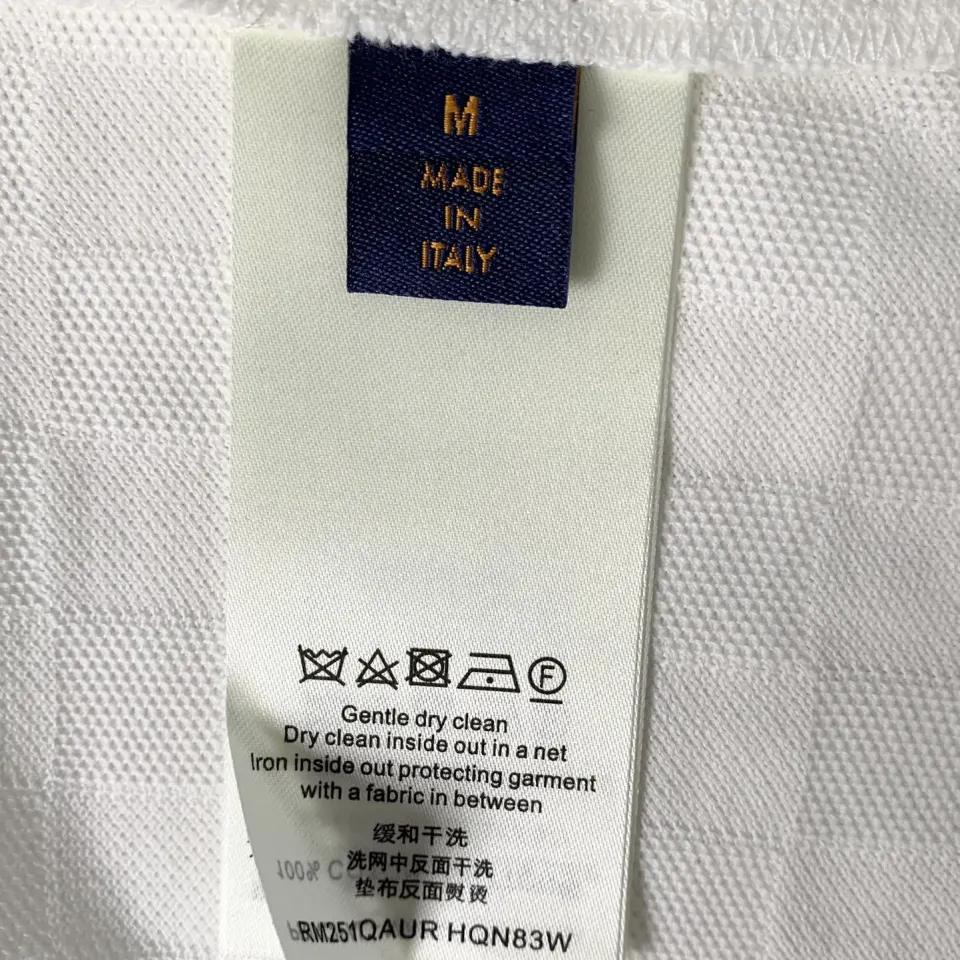 M
MADE
IN
ITALY
Gentle dry clean
Dry clean inside out in a net
Iron inside out protecting garment
with a fabric in between
缓和干洗
洗网中反面干洗
垫布反面熨烫
100% C
RM251QAUR HQN83W